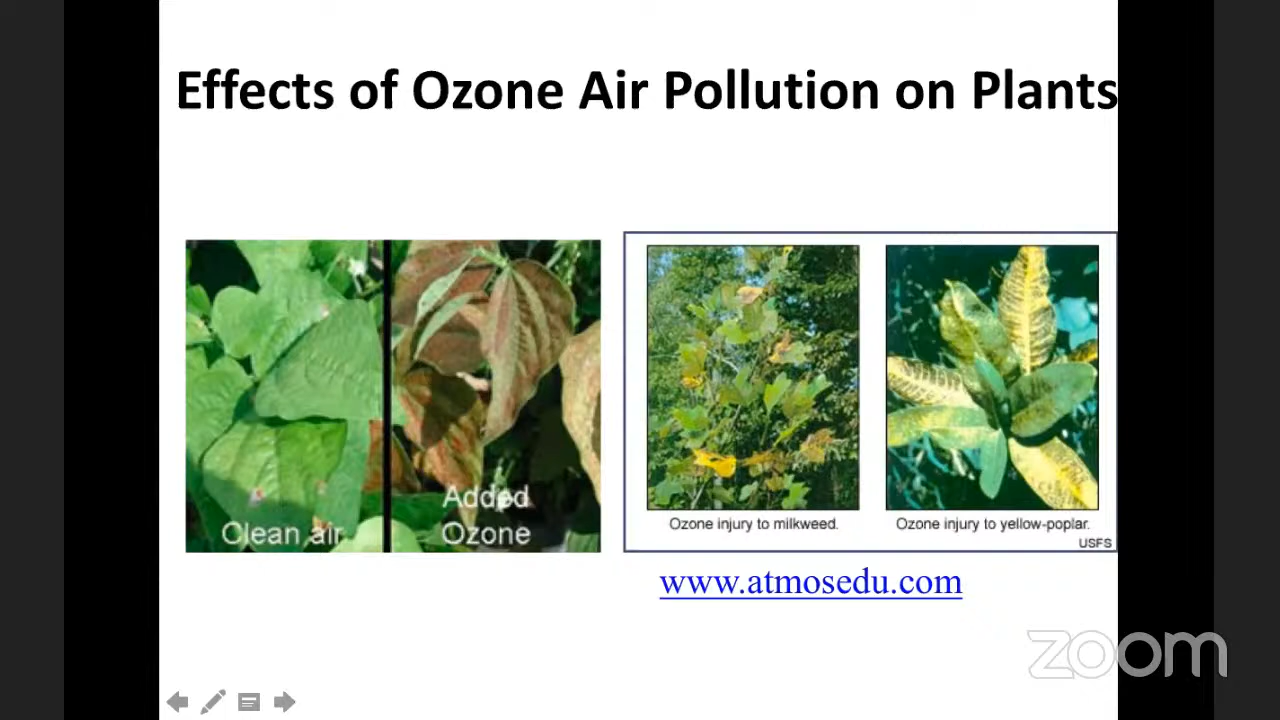 Effects of Ozone Air Pollution on Plants
Clean air
Added
Ozone
Ozone injury to milkweed.
Ozone injury to yellow-poplar.
USFS
www.atmosedu.com
zoom